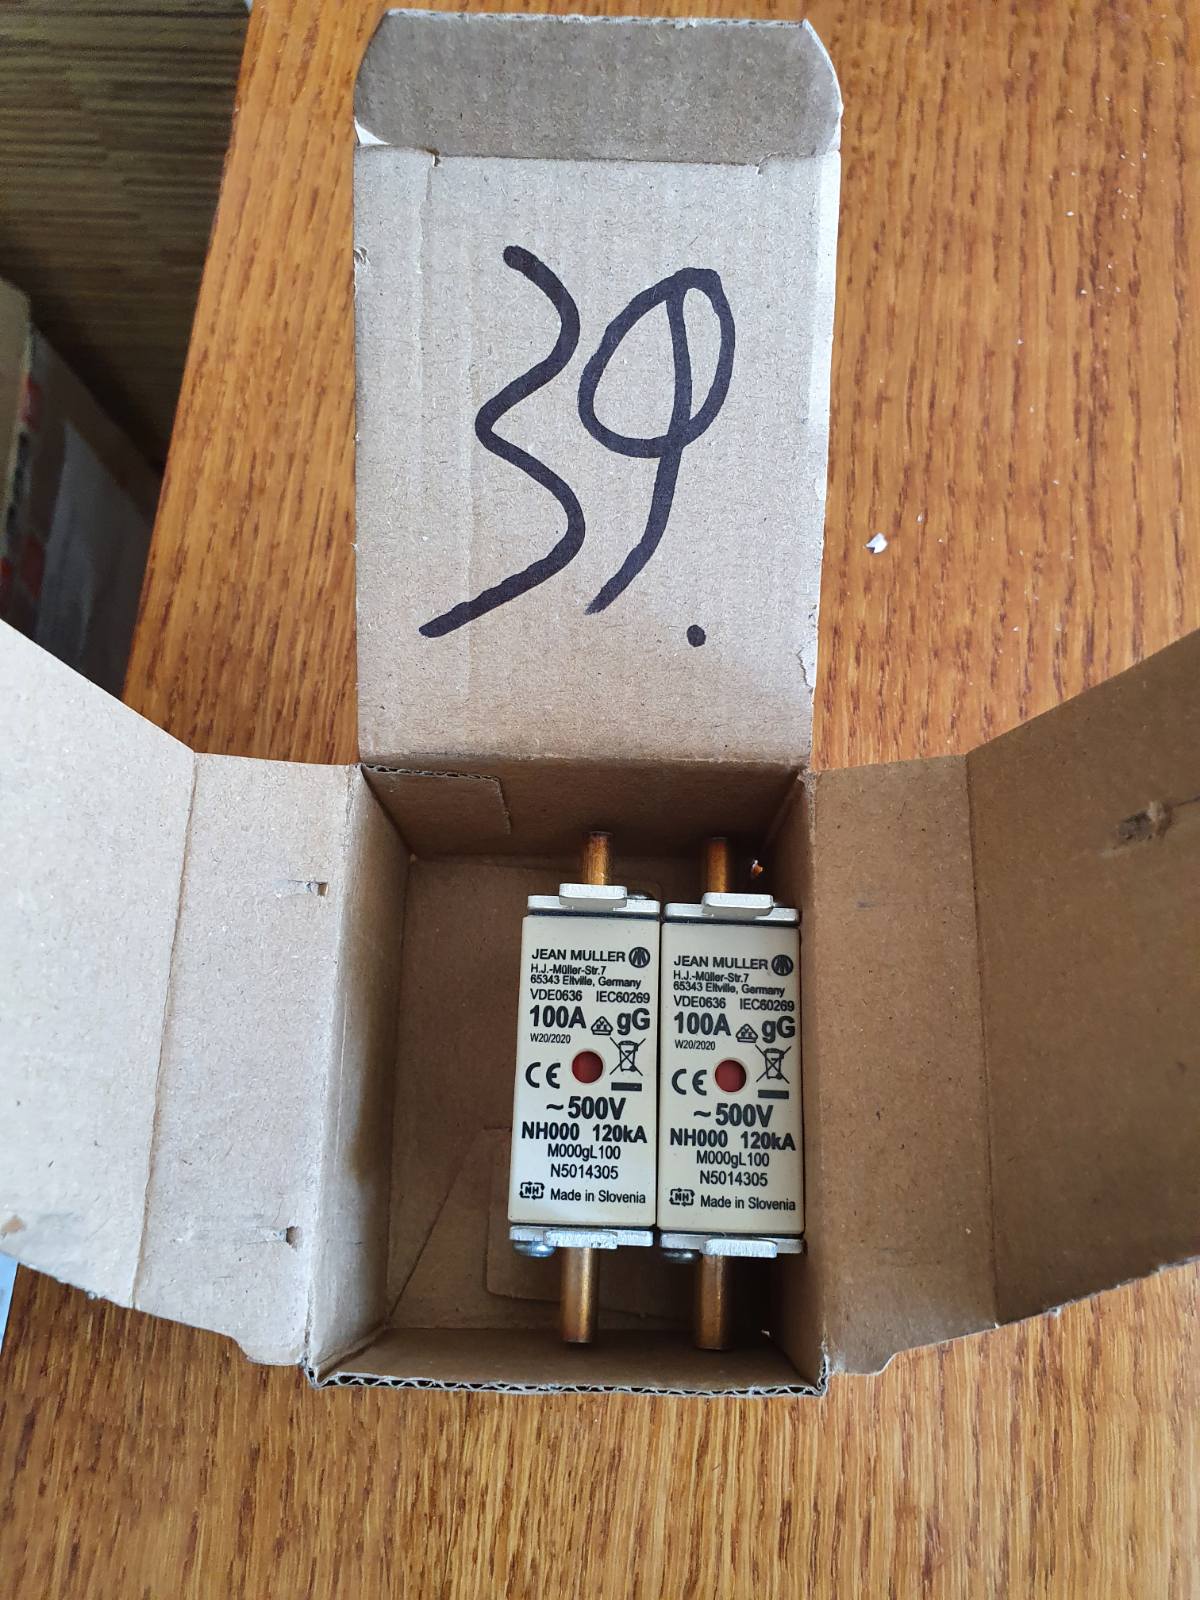 39.
JEAN MULLER
H.J.-Müller-Str.7
65343 Eltville, Germany
VDE0636 IEC60269
100A gG
W20/2020
CE
~500V
NH000 120kA
M000gL100
N5014305
NH Made in Slovenia
JEAN MULLER
H.J.-Müller-Str.7
65343 Eltville, Germany
VDE0636 IEC60269
100A gG
W20/2020
CE
~500V
NH000 120kA
M000gL100
N5014305
NH Made in Slovenia